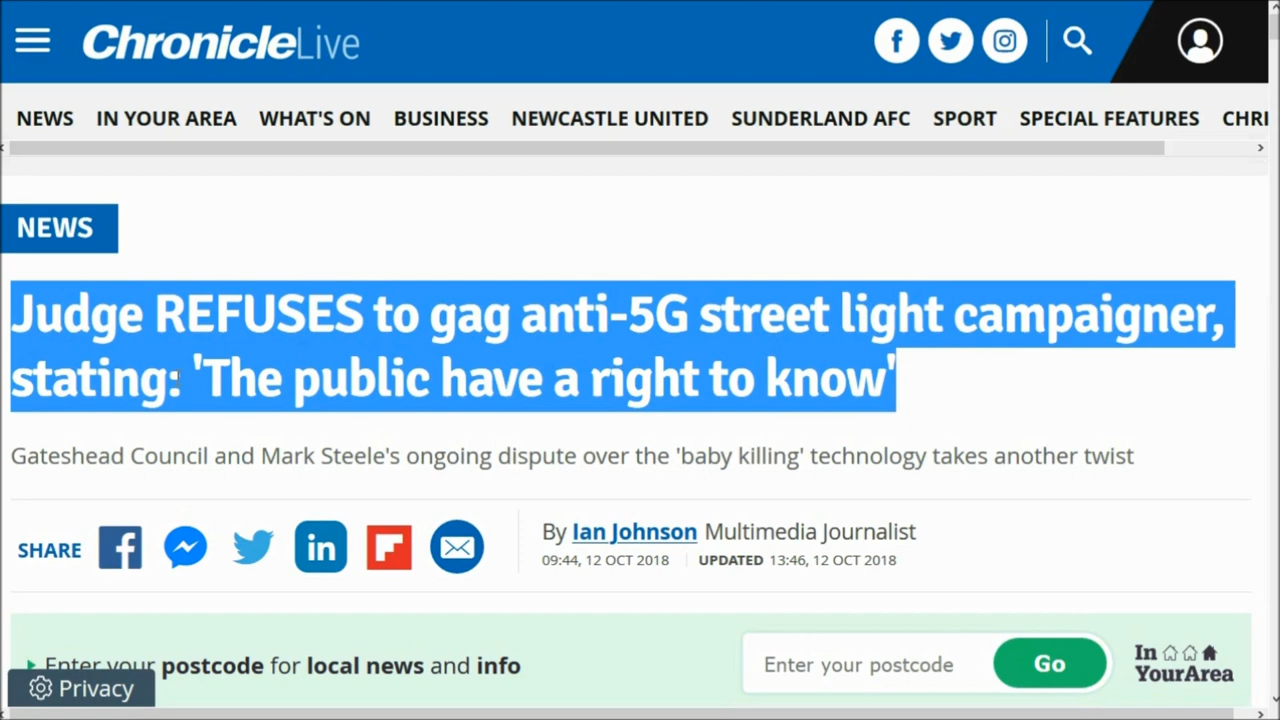 ChronicleLive
NEWS IN YOUR AREA WHAT'S ON BUSINESS NEWCASTLE UNITED SUNDERLAND AFC SPORT SPECIAL FEATURES CHRI
NEWS
Judge REFUSES to gag anti-5G street light campaigner,
stating: 'The public have a right to know'
Gateshead Council and Mark Steele's ongoing dispute over the 'baby killing' technology takes another twist
SHARE
By Ian Johnson Multimedia Journalist
09:44, 12 OCT 2018 UPDATED 13:46, 12 OCT 2018
Enter your postcode for local news and info
Enter your postcode
Go
In
YourArea
Privacy